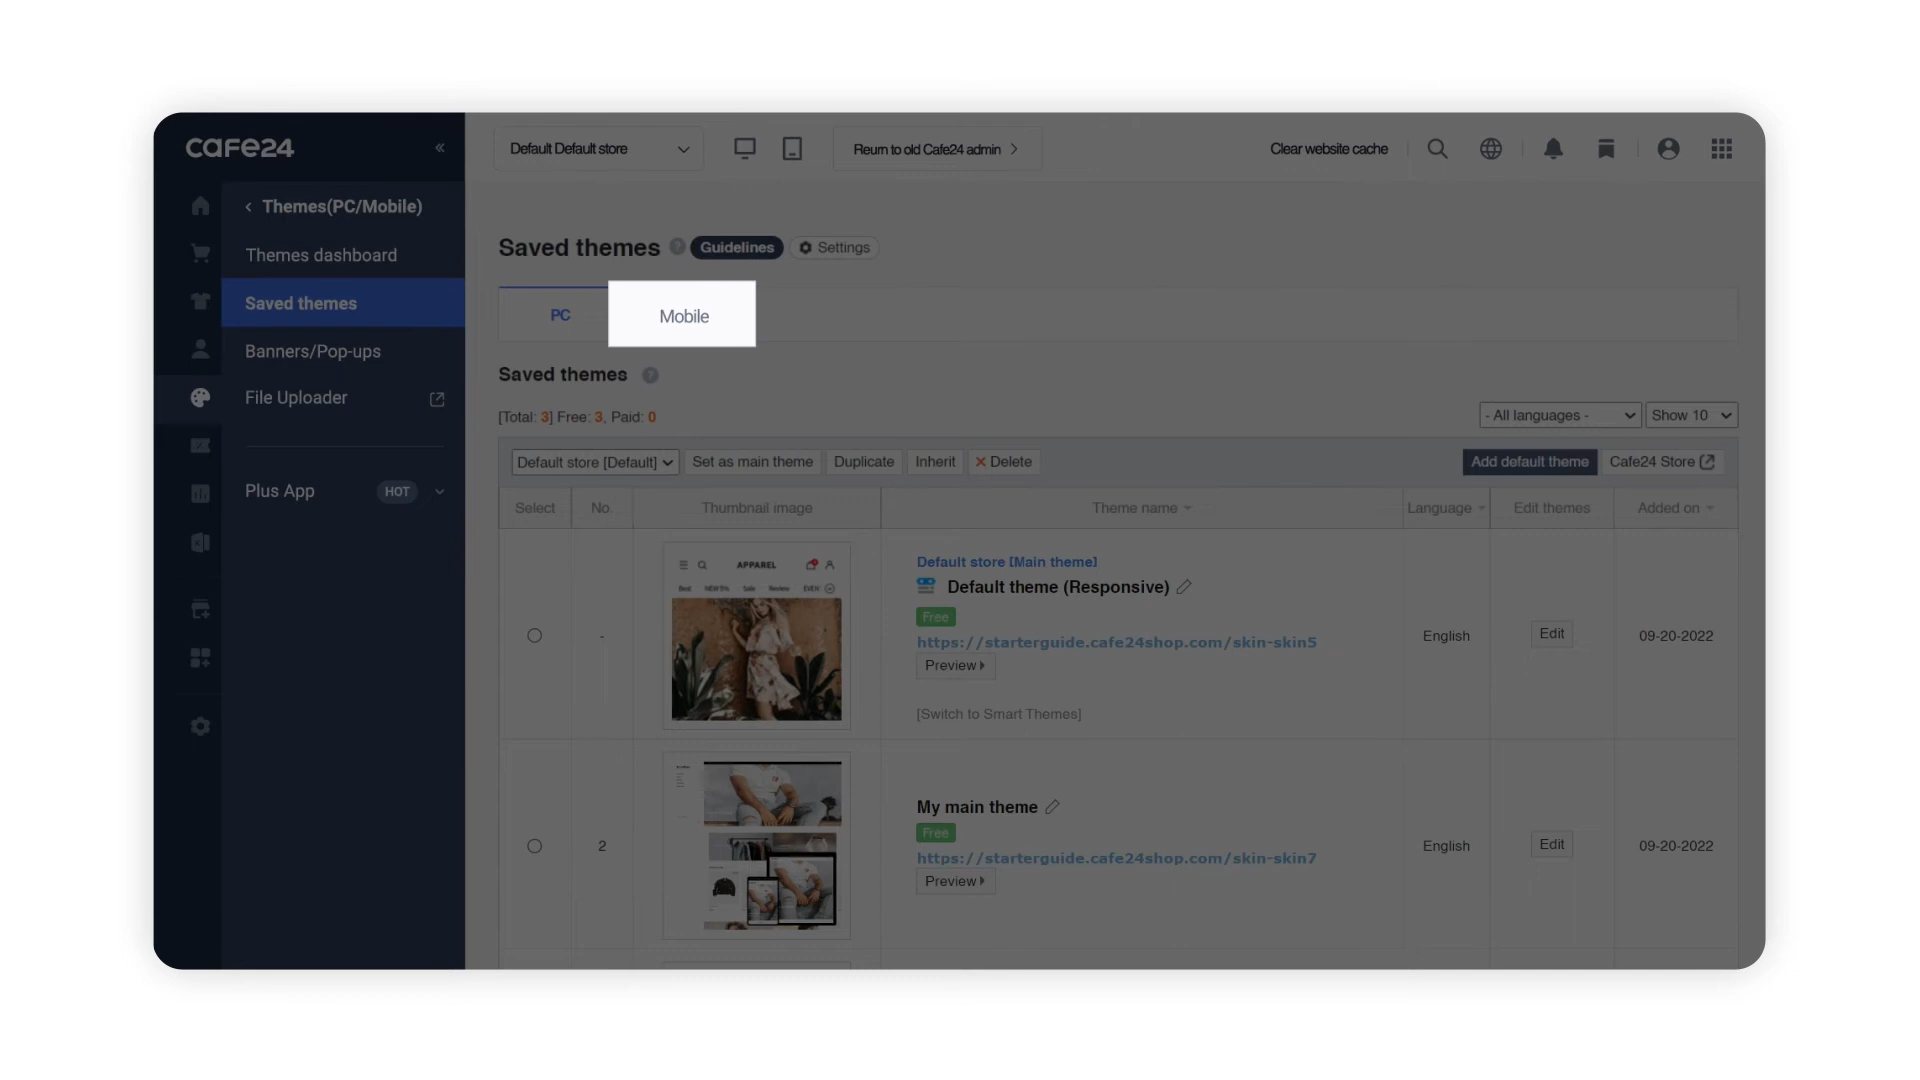 cafe24
Default Default store
Reurn to old Cafe24 admin
Clear website cache
Themes(PC/Mobile)
Themes dashboard
Saved themes
Banners/Pop-ups
File Uploader
Plus App HOT
Saved themes ? Guidelines Settings
PC Mobile
Saved themes ?
[Total: 3] Free: 3, Paid: 0
- All languages - Show 10
Default store [Default] Set as main theme Duplicate Inherit Delete Add default theme Cafe24 Store
Select No. Thumbnail image Theme name Language Edit themes Added on
APPAREL
Best NEW 5% Sale Review EVEN
Default store [Main theme]
Default theme (Responsive)
Free
https://starterguide.cafe24shop.com/skin-skin5
Preview
[Switch to Smart Themes]
English Edit 09-20-2022
-
2
My main theme
Free
https://starterguide.cafe24shop.com/skin-skin7
Preview
English Edit 09-20-2022